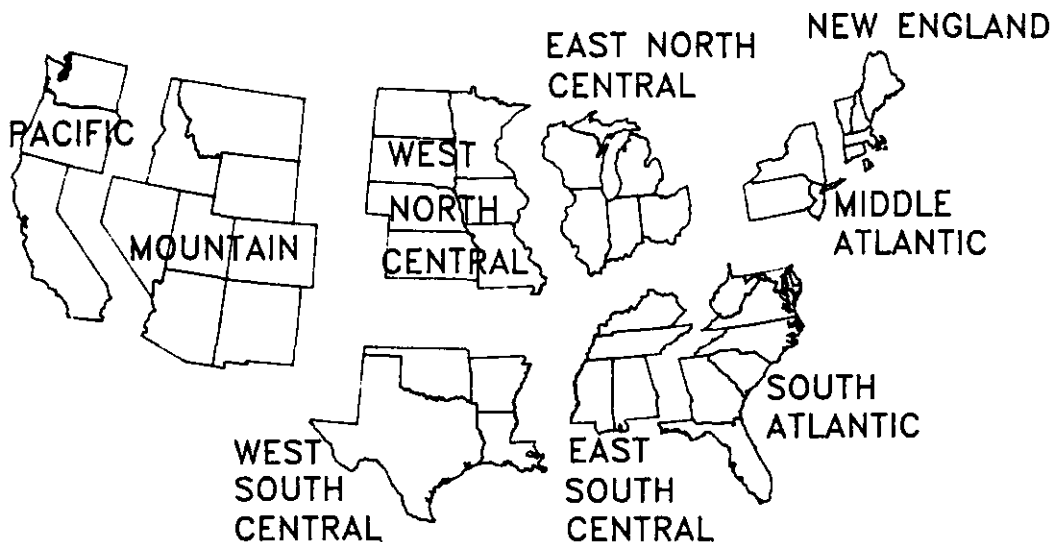 NEW ENGLAND
EAST NORTH
CENTRAL
PACIFIC
WEST
NORTH
CENTRAL
MOUNTAIN
MIDDLE
ATLANTIC
SOUTH
ATLANTIC
WEST
SOUTH
CENTRAL
EAST
SOUTH
CENTRAL